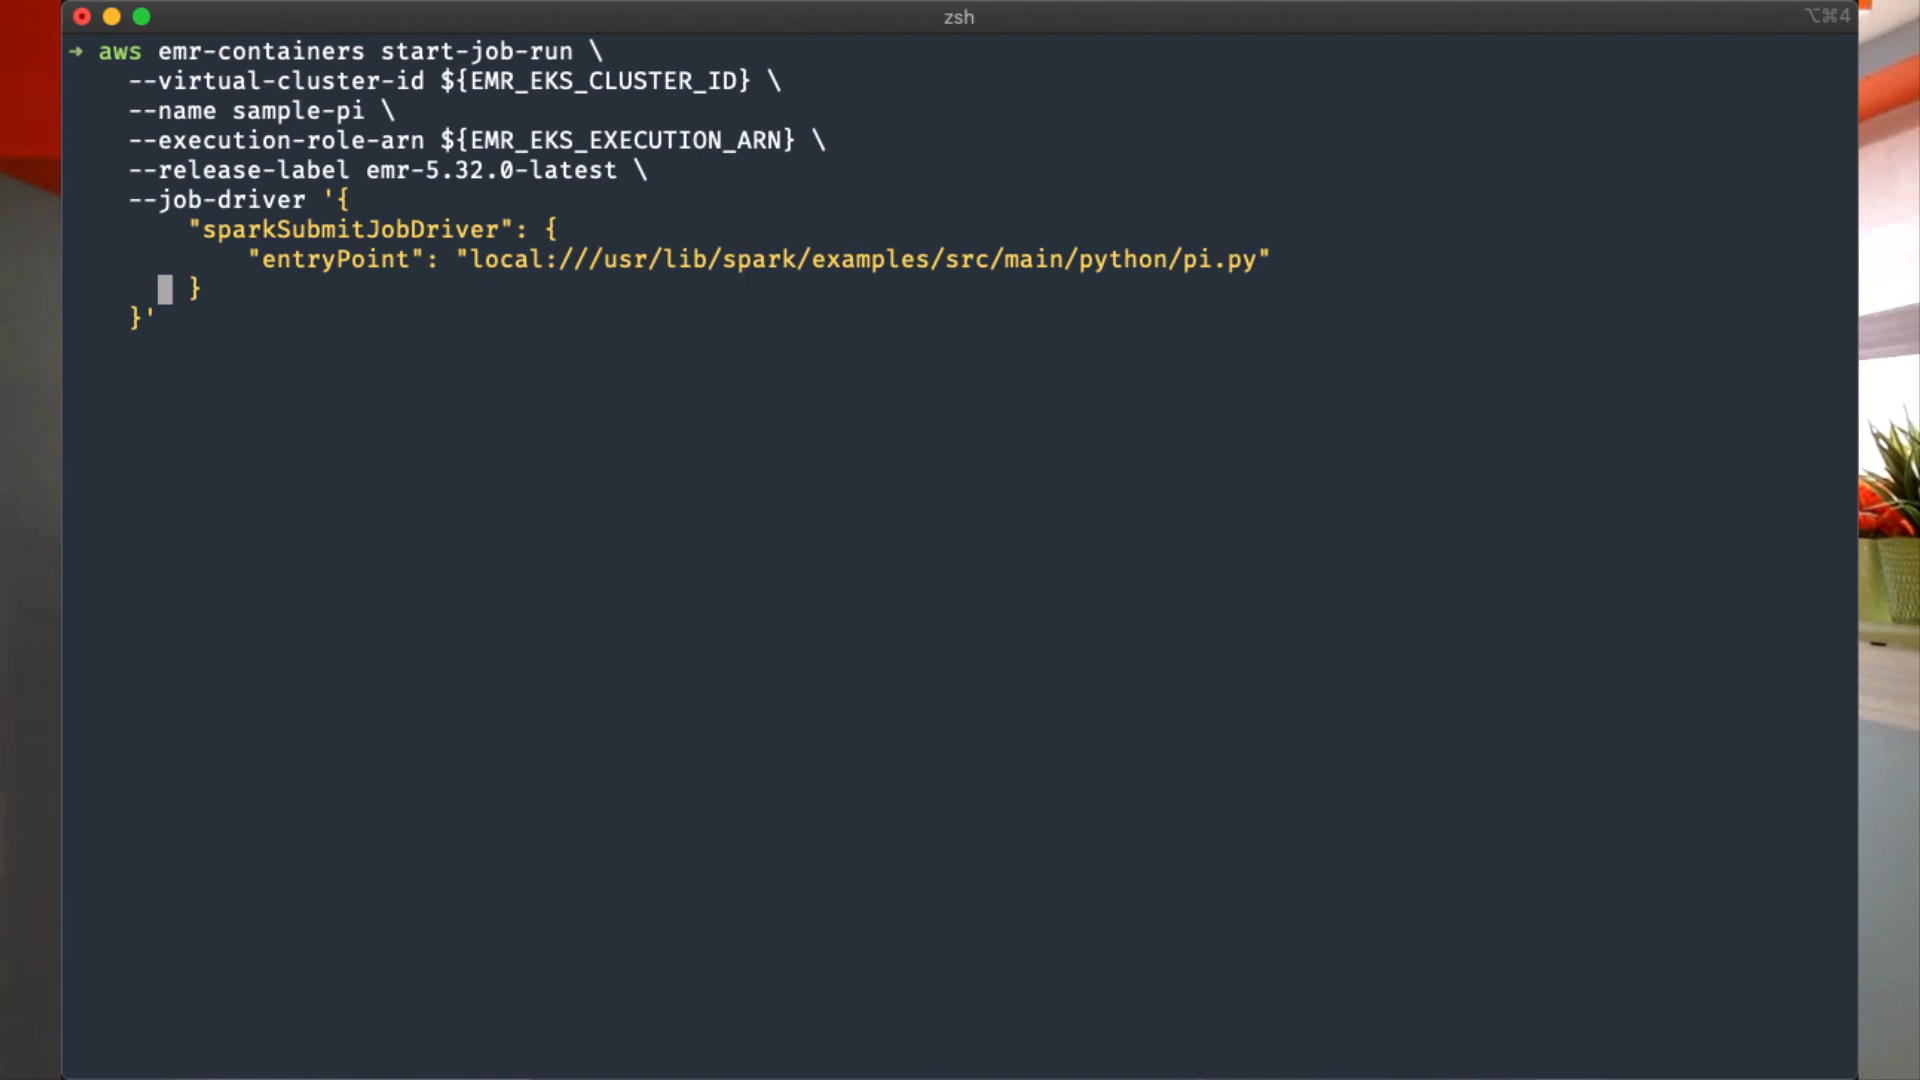 zsh
⌥⌘4
➜ aws emr-containers start-job-run \
--virtual-cluster-id ${EMR_EKS_CLUSTER_ID} \
--name sample-pi \
--execution-role-arn ${EMR_EKS_EXECUTION_ARN} \
--release-label emr-5.32.0-latest \
--job-driver '{
"sparkSubmitJobDriver": {
"entryPoint": "local:///usr/lib/spark/examples/src/main/python/pi.py"
}
}'